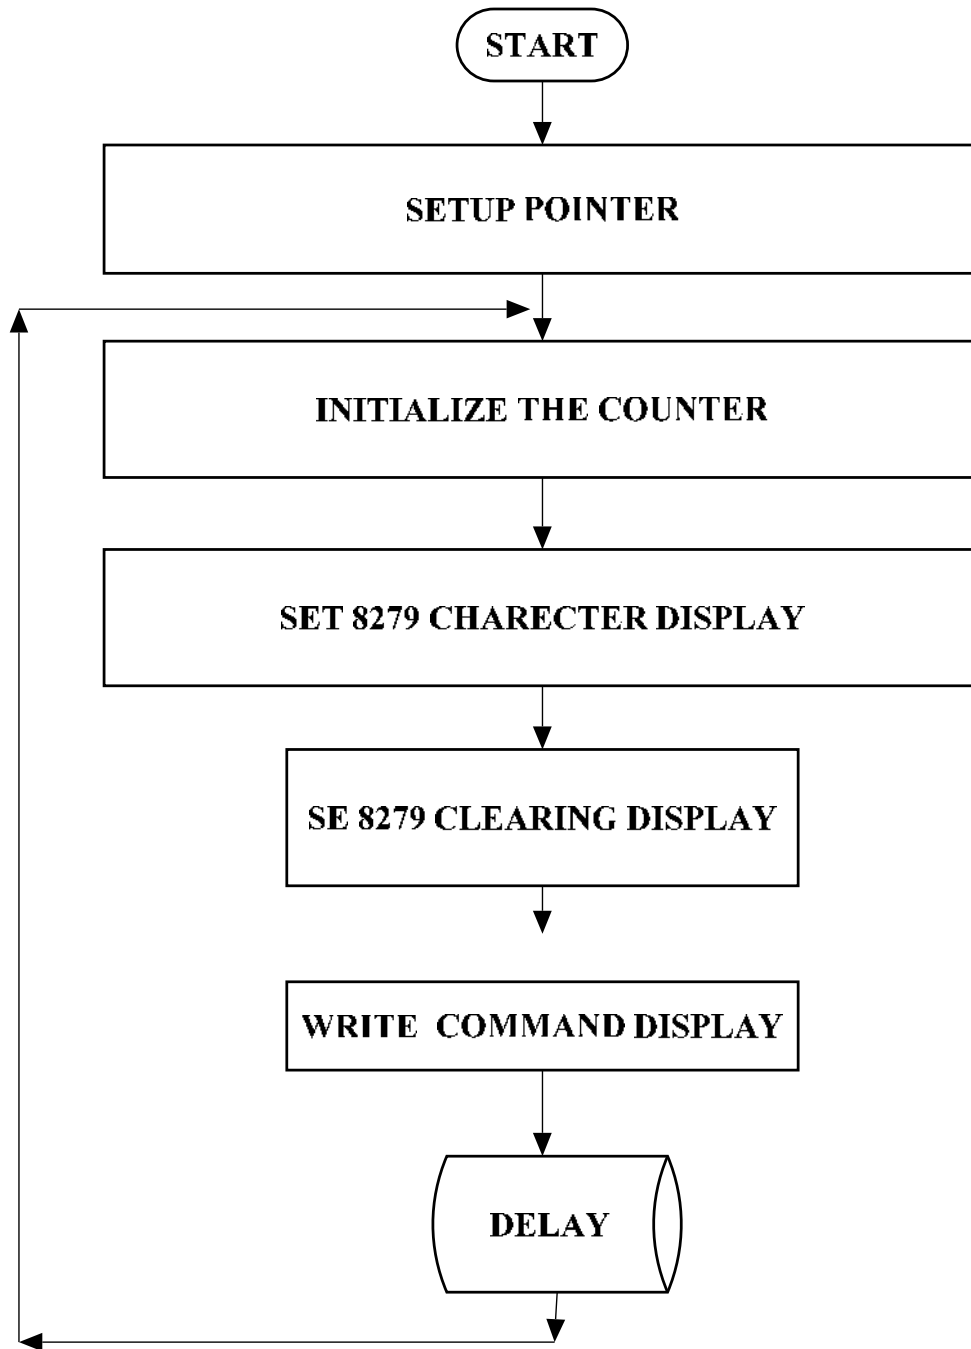 START
SETUP POINTER
INITIALIZE THE COUNTER
SET 8279 CHARECTER DISPLAY
SE 8279 CLEARING DISPLAY
WRITE COMMAND DISPLAY
DELAY